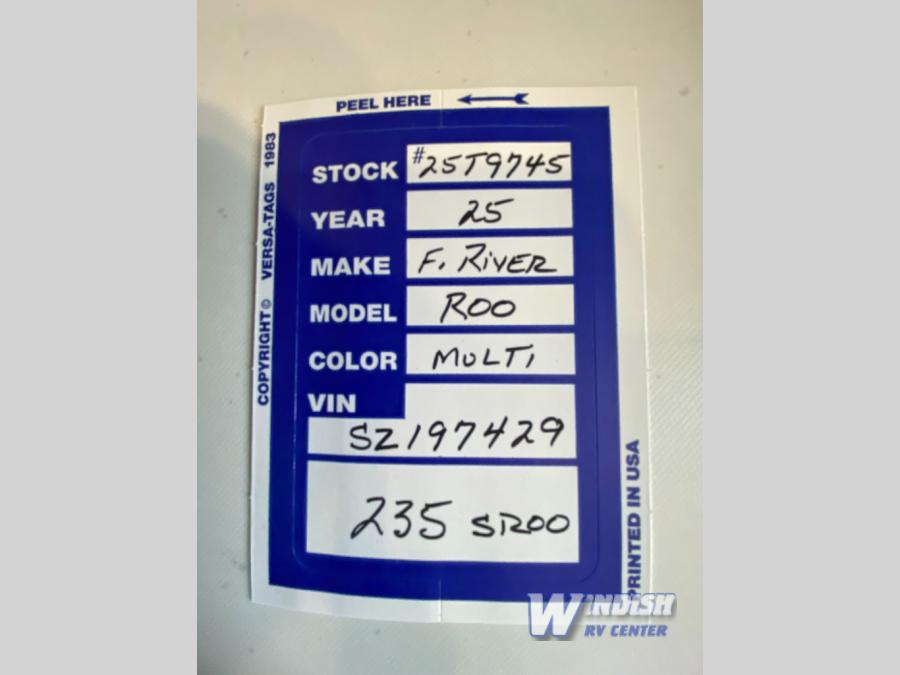 PEEL HERE
COPYRIGHT © VERSA-TAGS 1983
STOCK #25T9745
YEAR 25
MAKE F. RIVER
MODEL ROO
COLOR MULTI
VIN
SZ197429
235 SROO
PRINTED IN USA
WINDISH
RV CENTER